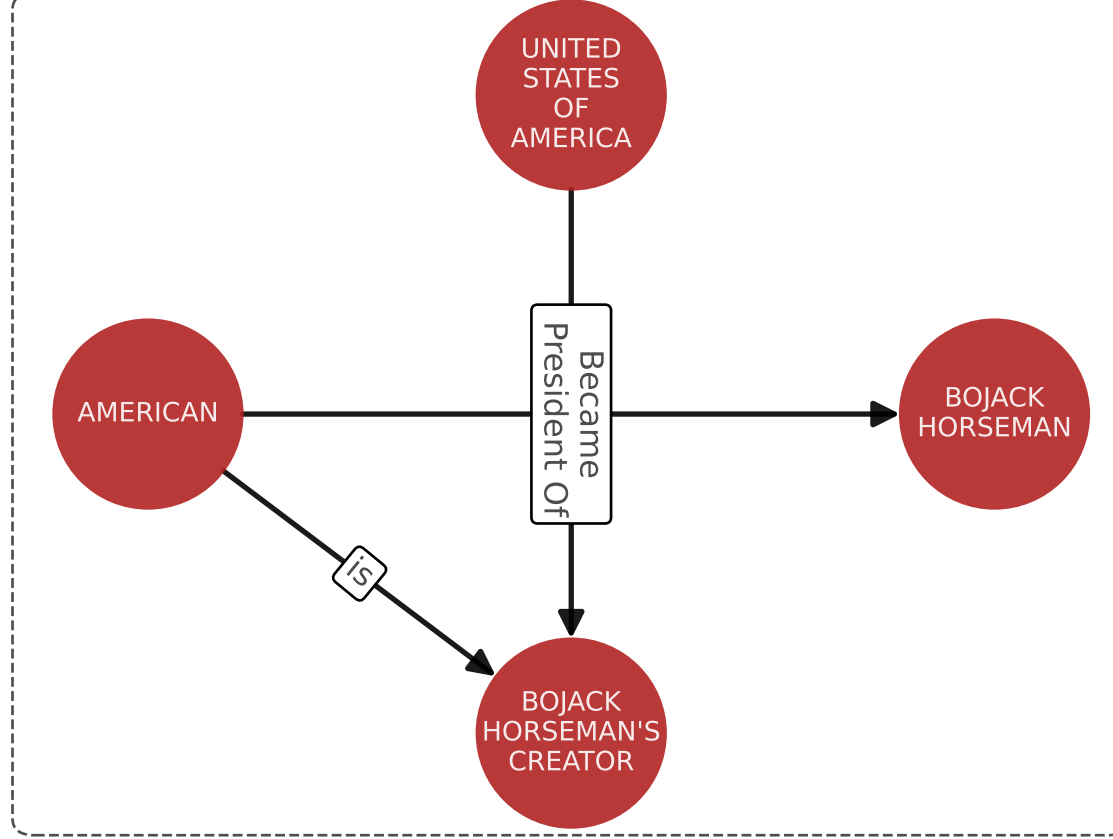 UNITED
STATES
OF
AMERICA
Became
President Of
AMERICAN
BOJACK
HORSEMAN
is
BOJACK
HORSEMAN'S
CREATOR